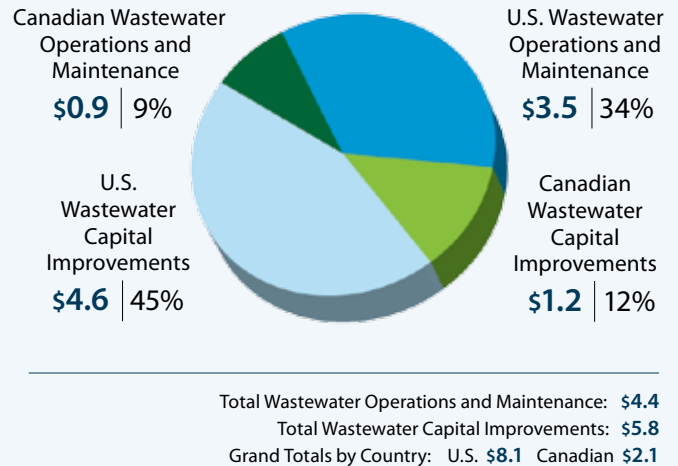 Canadian Wastewater
Operations and
Maintenance
$0.9 | 9%
U.S. Wastewater
Operations and
Maintenance
$3.5 | 34%
U.S.
Wastewater
Capital
Improvements
$4.6 | 45%
Canadian
Wastewater
Capital
Improvements
$1.2 | 12%
Total Wastewater Operations and Maintenance: $4.4
Total Wastewater Capital Improvements: $5.8
Grand Totals by Country: U.S. $8.1 Canadian $2.1